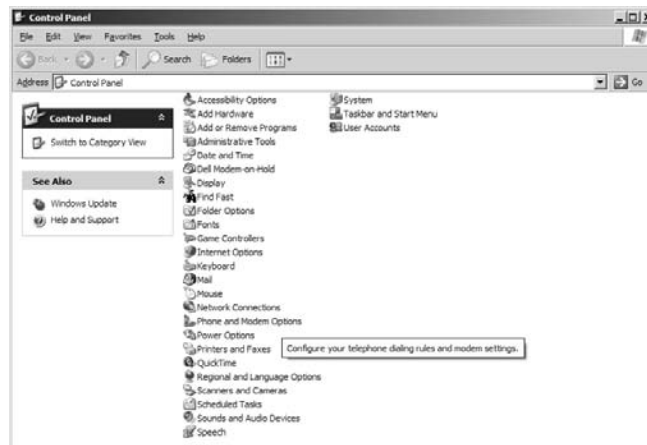 Control Panel
File Edit View Favorites Tools Help
Back Search Folders
Address Control Panel Go
Control Panel
Switch to Category View
See Also
Windows Update
Help and Support
Accessibility Options
Add Hardware
Add or Remove Programs
Administrative Tools
Date and Time
Dell Modem-on-Hold
Display
Find Fast
Folder Options
Fonts
Game Controllers
Internet Options
Keyboard
Mail
Mouse
Network Connections
Phone and Modem Options
Power Options
Printers and Faxes
Configure your telephone dialing rules and modem settings.
QuickTime
Regional and Language Options
Scanners and Cameras
Scheduled Tasks
Sounds and Audio Devices
Speech
System
Taskbar and Start Menu
User Accounts